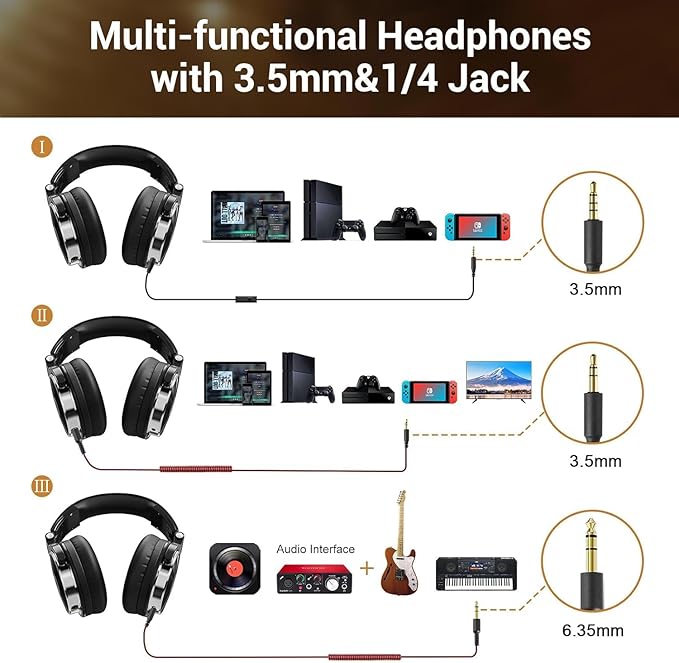 Multi-functional Headphones
with 3.5mm&1/4 Jack
I
3.5mm
II
3.5mm
III
Audio Interface
+
6.35mm